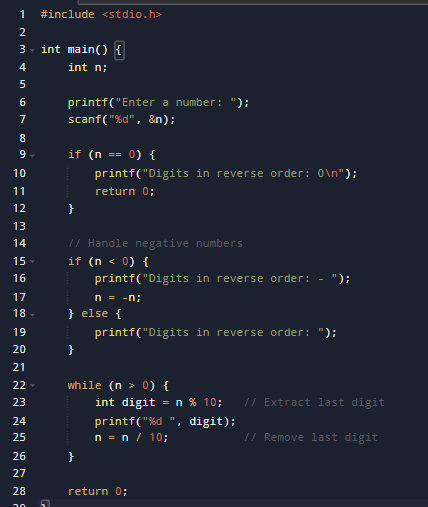 1 #include <stdio.h>
2
3 int main() {
4     int n;
5
6     printf("Enter a number: ");
7     scanf("%d", &n);
8
9     if (n == 0) {
10         printf("Digits in reverse order: 0\n");
11         return 0;
12     }
13
14     // Handle negative numbers
15     if (n < 0) {
16         printf("Digits in reverse order: - ");
17         n = -n;
18     } else {
19         printf("Digits in reverse order: ");
20     }
21
22     while (n > 0) {
23         int digit = n % 10;   // Extract last digit
24         printf("%d ", digit);
25         n = n / 10;           // Remove last digit
26     }
27
28     return 0;
29 }